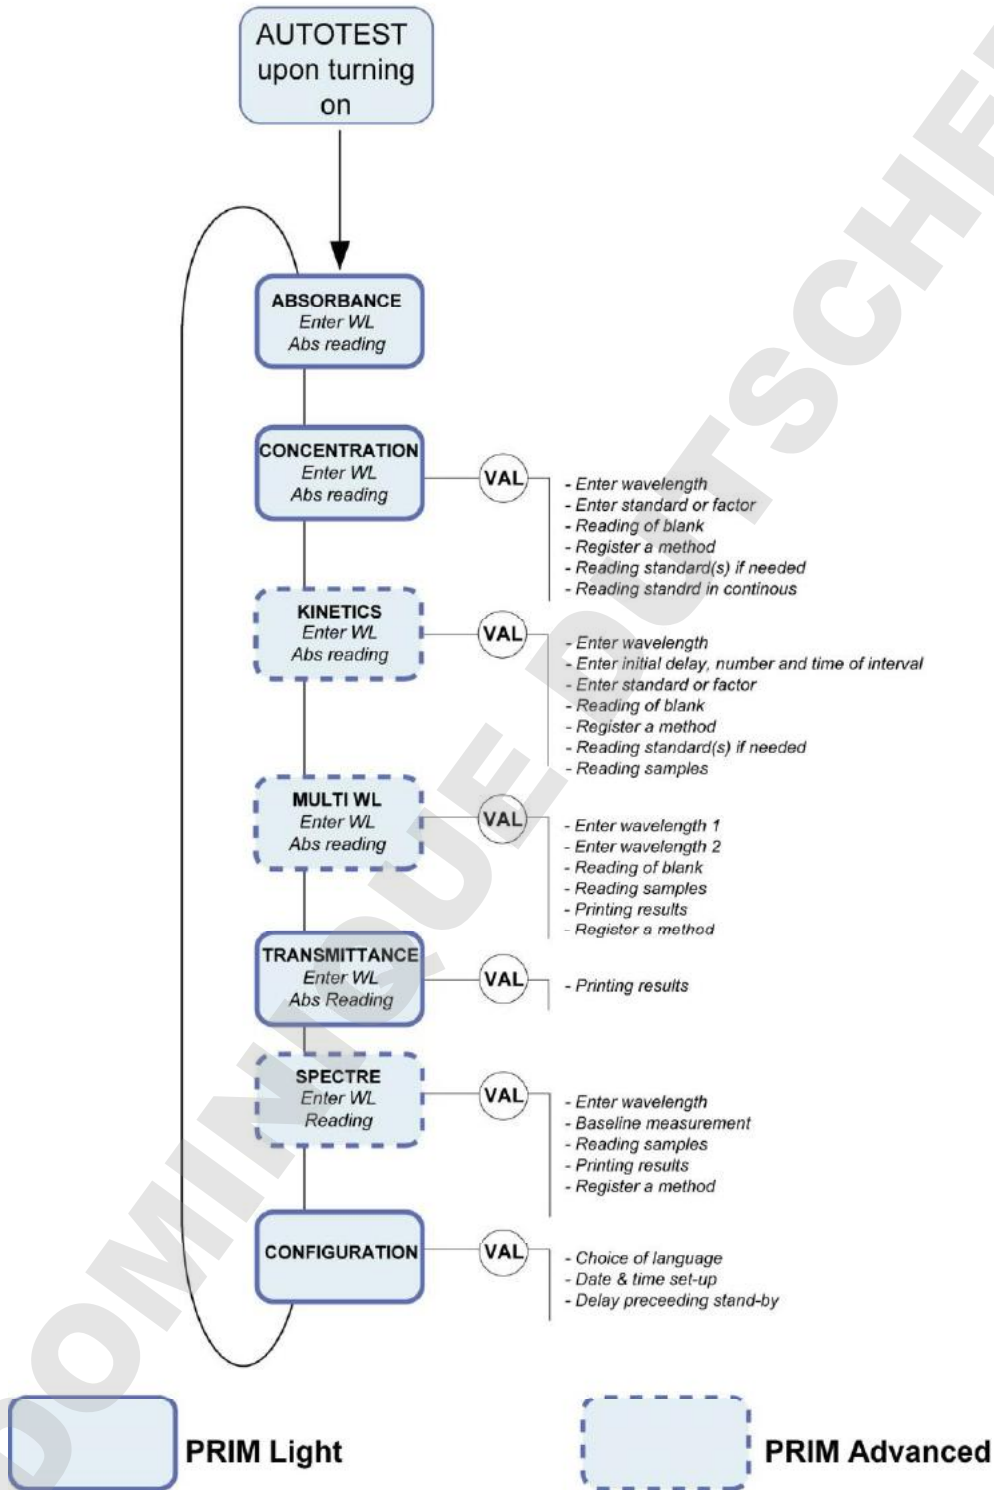 AUTOTEST
upon turning
on
ABSORBANCE
Enter WL
Abs reading
CONCENTRATION
Enter WL
Abs reading
VAL
- Enter wavelength
- Enter standard or factor
- Reading of blank
- Register a method
- Reading standard(s) if needed
- Reading standrd in continous
KINETICS
Enter WL
Abs reading
VAL
- Enter wavelength
- Enter initial delay, number and time of interval
- Enter standard or factor
- Reading of blank
- Register a method
- Reading standard(s) if needed
- Reading samples
MULTI WL
Enter WL
Abs reading
VAL
- Enter wavelength 1
- Enter wavelength 2
- Reading of blank
- Reading samples
- Printing results
- Register a method
TRANSMITTANCE
Enter WL
Abs Reading
VAL
- Printing results
SPECTRE
Enter WL
Reading
VAL
- Enter wavelength
- Baseline measurement
- Reading samples
- Printing results
- Register a method
CONFIGURATION
VAL
- Choice of language
- Date & time set-up
- Delay preceeding stand-by
PRIM Light
PRIM Advanced
DOMINIQUE DUTSCHER